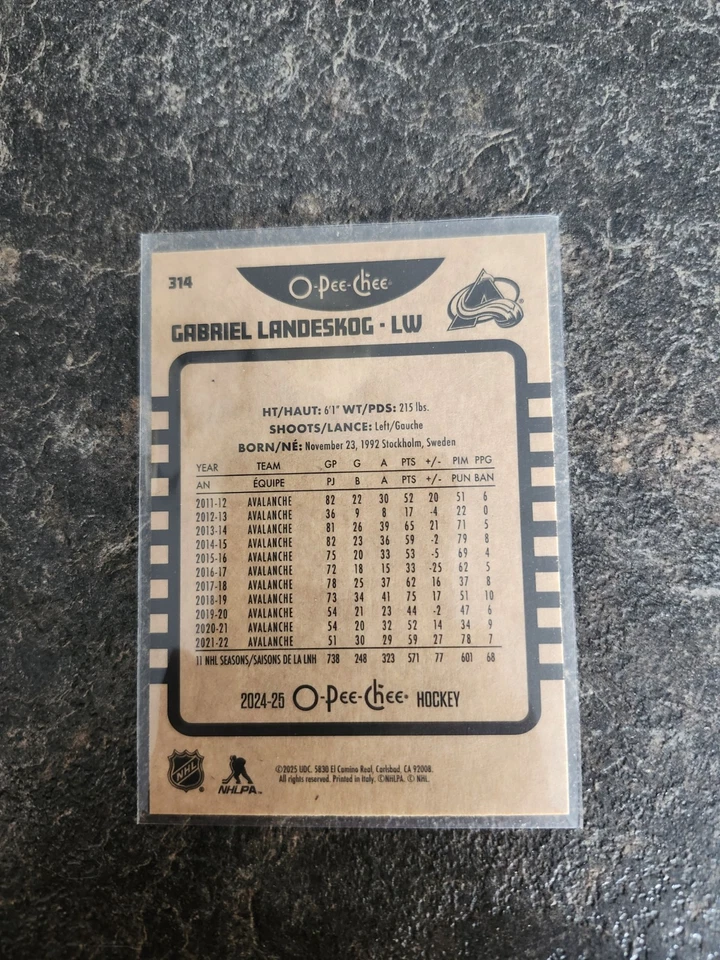 314
O-Pee-Chee
GABRIEL LANDESKOG - LW
HT/HAUT: 6'1" WT/PDS: 215 lbs.
SHOOTS/LANCE: Left/Gauche
BORN/NÉ: November 23, 1992 Stockholm, Sweden
YEAR TEAM GP G A PTS +/- PIM PPG
AN ÉQUIPE PJ B A PTS +/- PUN BAN
2011-12 AVALANCHE 82 22 30 52 20 51 6
2012-13 AVALANCHE 36 9 8 17 -4 22 0
2013-14 AVALANCHE 81 26 39 65 21 71 5
2014-15 AVALANCHE 82 23 36 59 -2 79 8
2015-16 AVALANCHE 75 20 33 53 -5 69 4
2016-17 AVALANCHE 72 18 15 33 -25 62 5
2017-18 AVALANCHE 78 25 37 62 16 37 8
2018-19 AVALANCHE 73 34 41 75 17 51 10
2019-20 AVALANCHE 54 21 23 44 -2 47 6
2020-21 AVALANCHE 54 20 32 52 14 34 9
2021-22 AVALANCHE 51 30 29 59 27 78 7
11 NHL SEASONS/SAISONS DE LA LNH 738 248 323 571 77 601 68
2024-25 O-Pee-Chee HOCKEY
NHL
NHLPA
©2025 UDC. 5830 El Camino Real, Carlsbad, CA 92008.
All rights reserved. Printed in Italy. ©NHLPA. © NHL.